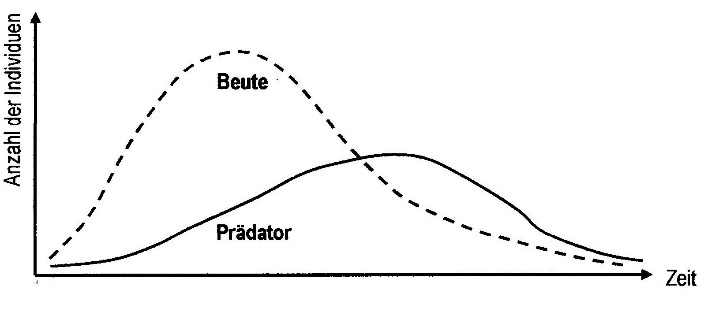 Anzahl der Individuen
Beute
Prädator
Zeit